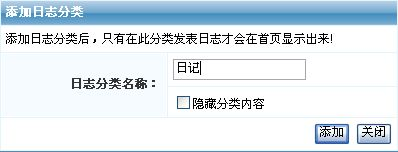 添加日志分类
添加日志分类后，只有在此分类发表日志才会在首页显示出来!
日志分类名称： 日记
隐藏分类内容
添加 关闭